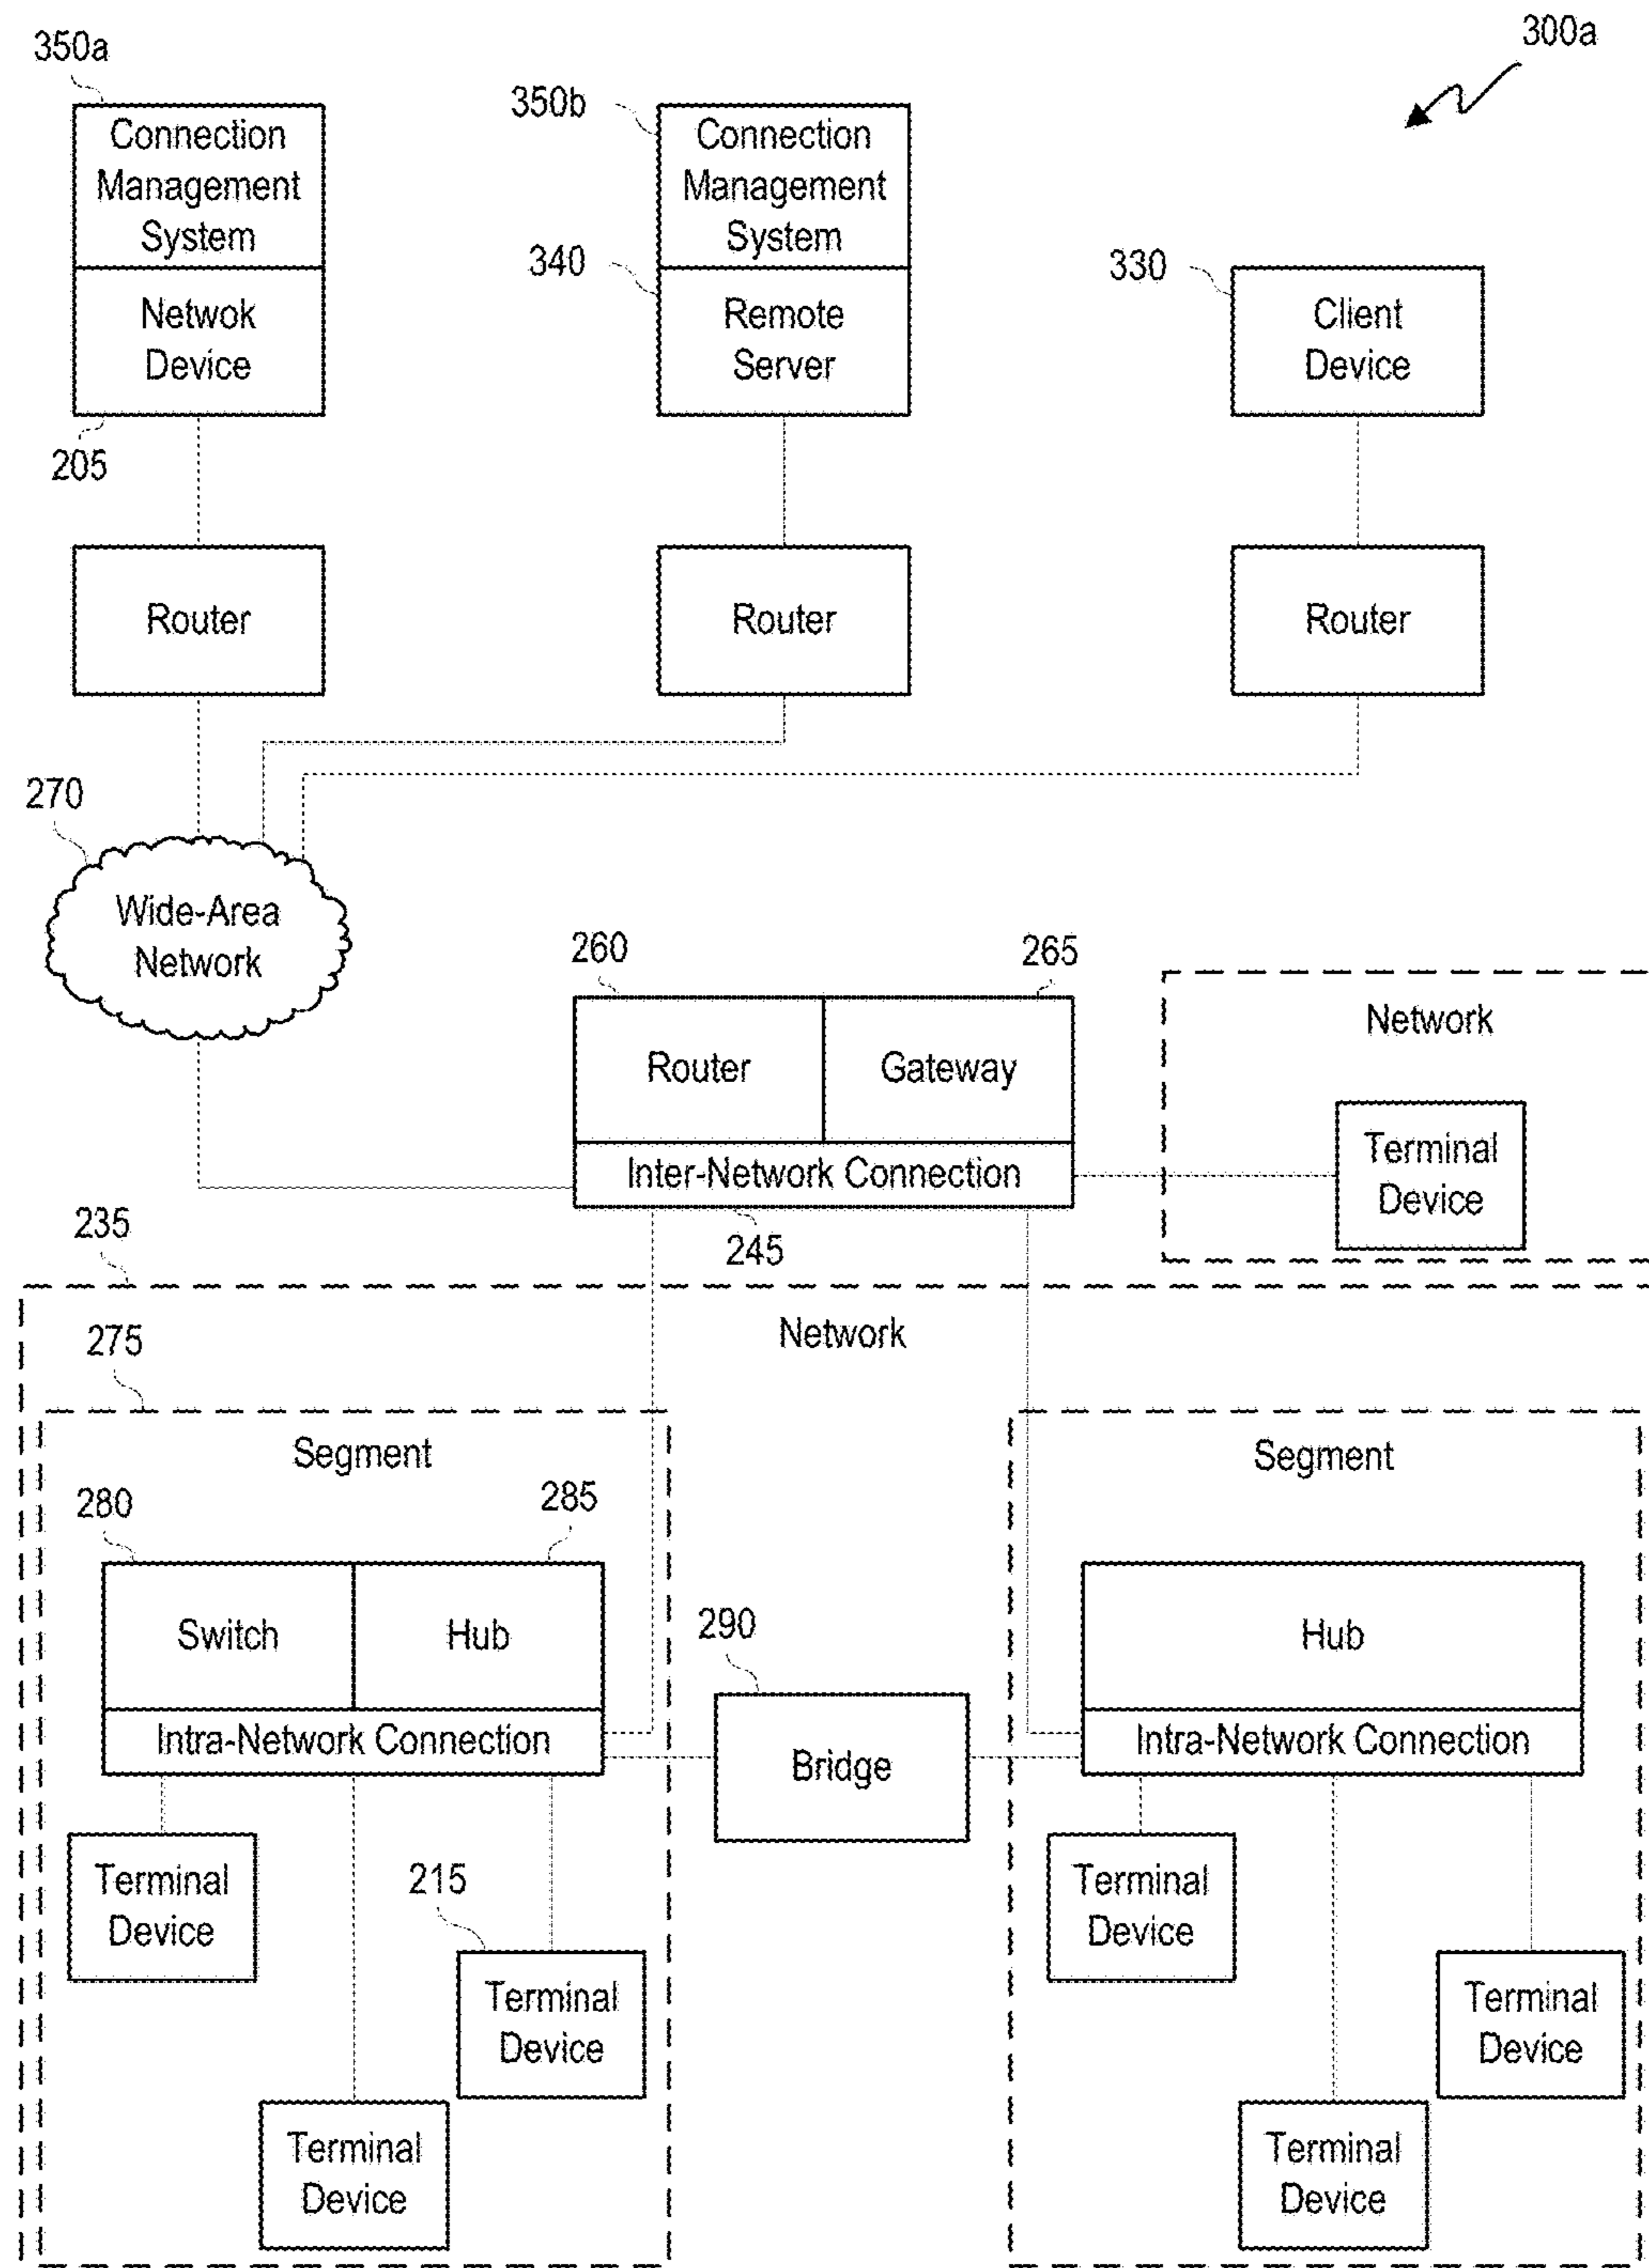 300a
350a
350b
Connection
Management
System
Connection
Management
System
340
330
Netwok
Device
Remote
Server
Client
Device
205
Router
Router
Router
270
Wide-Area
Network
260
265
Router
Gateway
Inter-Network Connection
245
Network
Terminal
Device
235
Network
275
Segment
Segment
280
285
Switch
Hub
Intra-Network Connection
290
Bridge
Hub
Intra-Network Connection
Terminal
Device
215
Terminal
Device
Terminal
Device
Terminal
Device
Terminal
Device
Terminal
Device